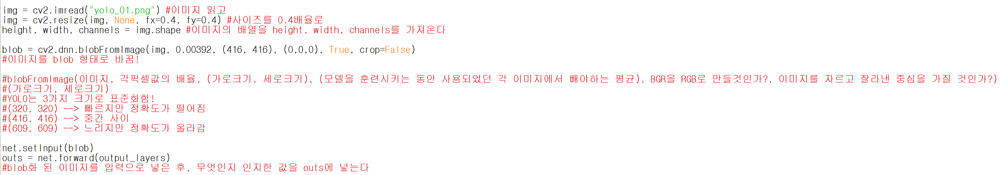 img = cv2.imread("yolo_01.png") #이미지 읽고
img = cv2.resize(img, None, fx=0.4, fy=0.4) #사이즈를 0.4배율로
height, width, channels = img.shape #이미지의 배열을 height, width, channels를 가져온다
blob = cv2.dnn.blobFromImage(img, 0.00392, (416, 416), (0,0,0), True, crop=False)
#이미지를 blob 형태로 바꿈!
#blobFromImage(이미지, 각픽셀값의 배율, (가로크기, 세로크기), (모델을 훈련시키는 동안 사용되었던 각 이미지에서 빼야하는 평균), BGR을 RGB로 만들것인가?, 이미지를 자르고 잘라낸 중심을 가질 것인가?)
#(가로크기, 세로크기)
#YOLO는 3가지 크기로 표준화함!
#(320, 320) --> 빠르지만 정확도가 떨어짐
#(416, 416) --> 중간 사이
#(609, 609) --> 느리지만 정확도가 올라감
net.setInput(blob)
outs = net.forward(output_layers)
#blob화 된 이미지를 입력으로 넣은 후, 무엇인지 인지한 값을 outs에 넣는다